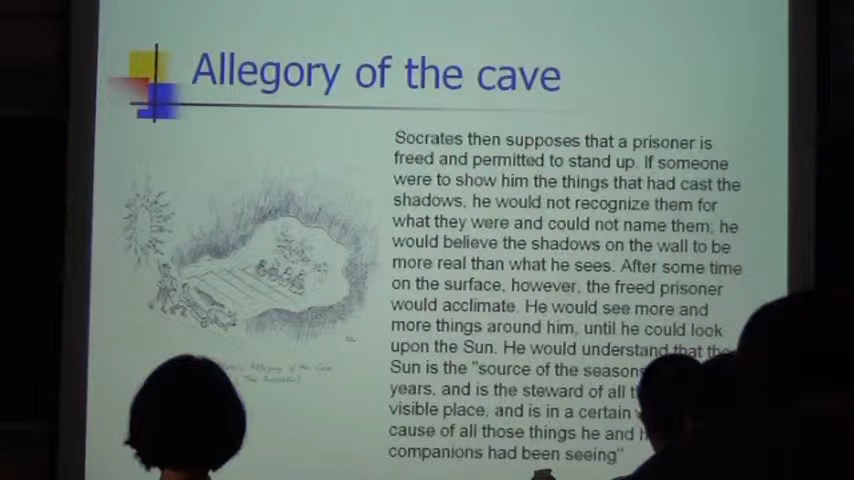 Allegory of the cave
Socrates then supposes that a prisoner is
freed and permitted to stand up. If someone
were to show him the things that had cast the
shadows, he would not recognize them for
what they were and could not name them; he
would believe the shadows on the wall to be
more real than what he sees. After some time
on the surface, however, the freed prisoner
would acclimate. He would see more and
more things around him, until he could look
upon the Sun. He would understand that the
Sun is the "source of the seasons
years, and is the steward of all
visible place, and is in a certain
cause of all those things he and
companions had been seeing"
Allegory of the Cave